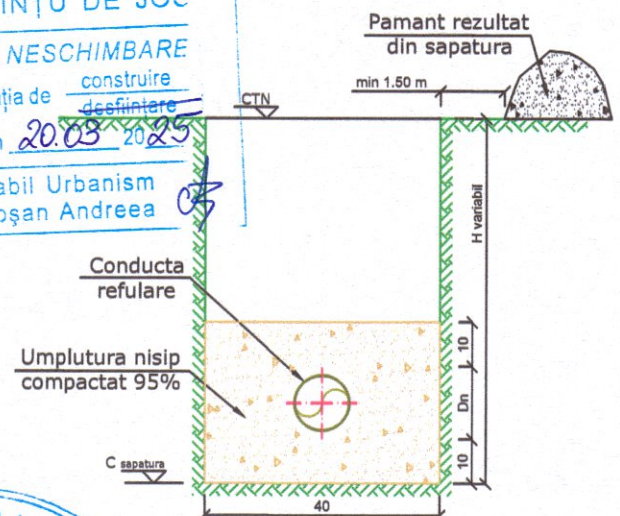 NESCHIMBARE
construire
desfiintare
20.03 2025
Urbanism
Andreea
Pamant rezultat
din sapatura
min 1.50 m
CTN
H variabil
Conducta
refulare
Umplutura nisip
compactat 95%
10
Dn
10
C sapatura
40